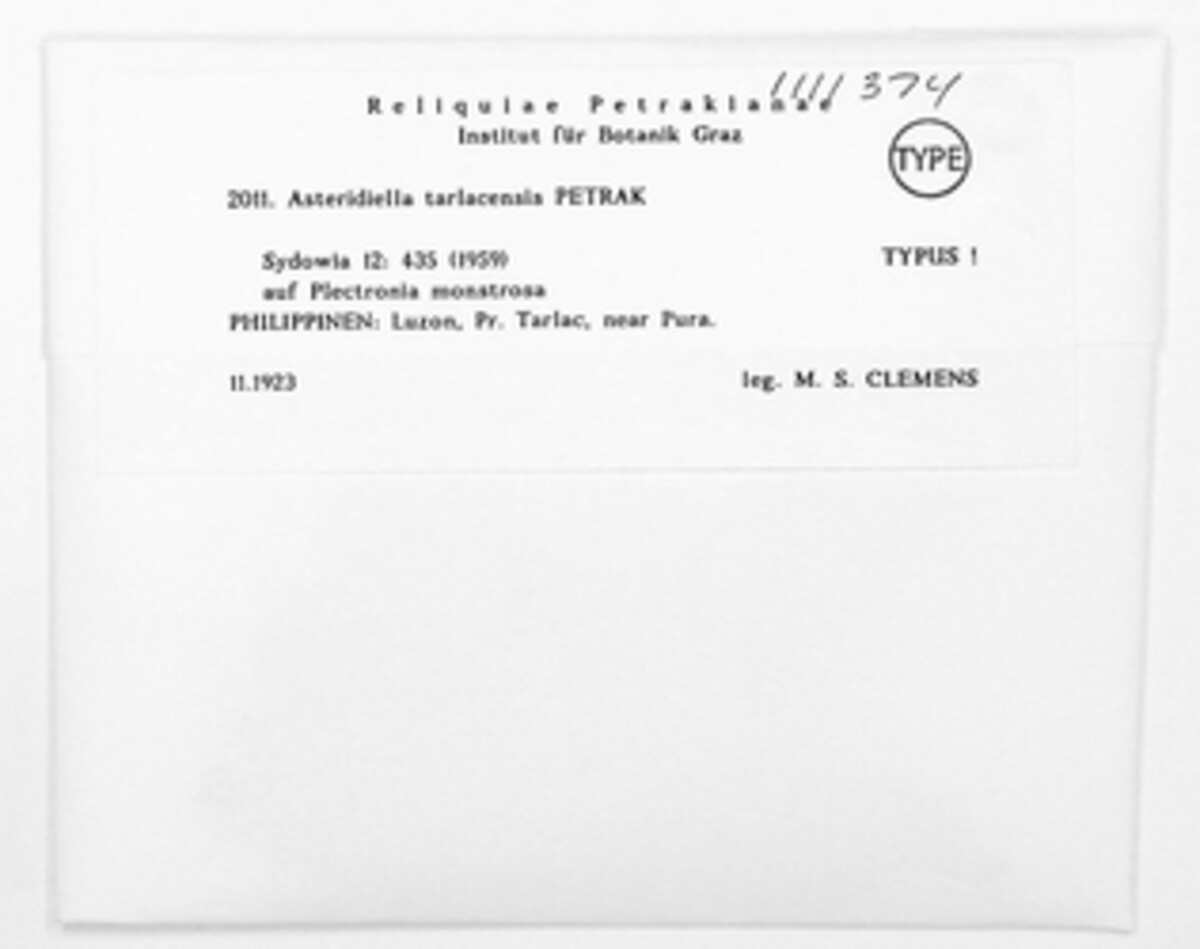 1111374
Reliquiae Petrakianae
Institut für Botanik Graz
TYPE
2011. Asteridiella tarlacensis PETRAK
Sydowia 12: 435 (1959)
TYPUS !
auf Plectronia monstrosa
PHILIPPINEN: Luzon, Pr. Tarlac, near Pura.
11.1923
leg. M. S. CLEMENS